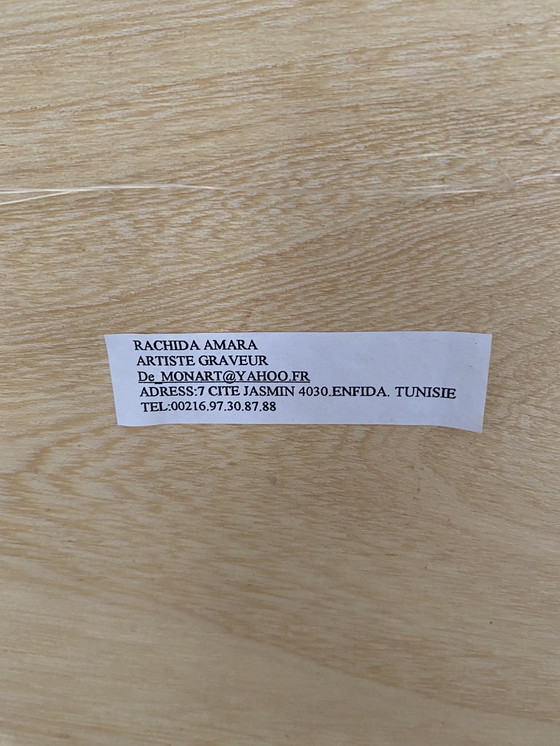 RACHIDA AMARA
ARTISTE GRAVEUR
De_MONART@YAHOO.FR
ADRESS:7 CITE JASMIN 4030.ENFIDA. TUNISIE
TEL:00216.97.30.87.88